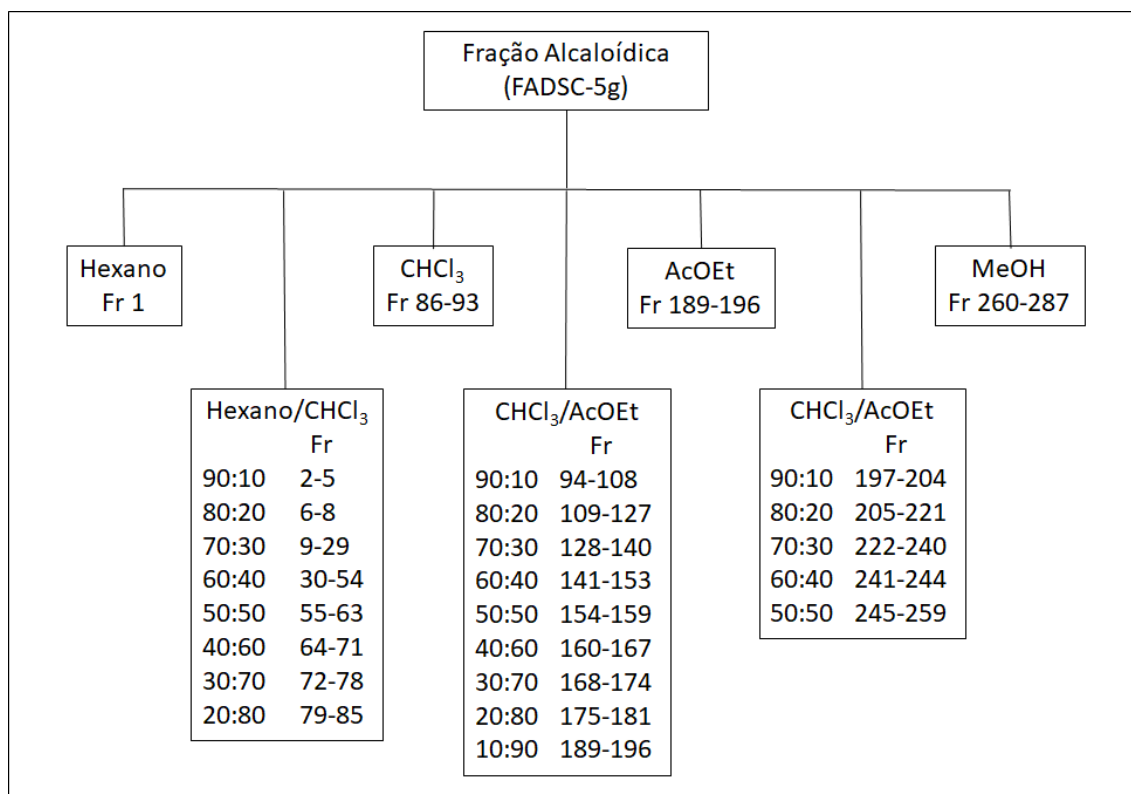 Fração Alcaloídica
(FADSC-5g)
Hexano
Fr 1
CHCl₃
Fr 86-93
AcOEt
Fr 189-196
MeOH
Fr 260-287
Hexano/CHCl₃
Fr
90:10 2-5
80:20 6-8
70:30 9-29
60:40 30-54
50:50 55-63
40:60 64-71
30:70 72-78
20:80 79-85
CHCl₃/AcOEt
Fr
90:10 94-108
80:20 109-127
70:30 128-140
60:40 141-153
50:50 154-159
40:60 160-167
30:70 168-174
20:80 175-181
10:90 189-196
CHCl₃/AcOEt
Fr
90:10 197-204
80:20 205-221
70:30 222-240
60:40 241-244
50:50 245-259